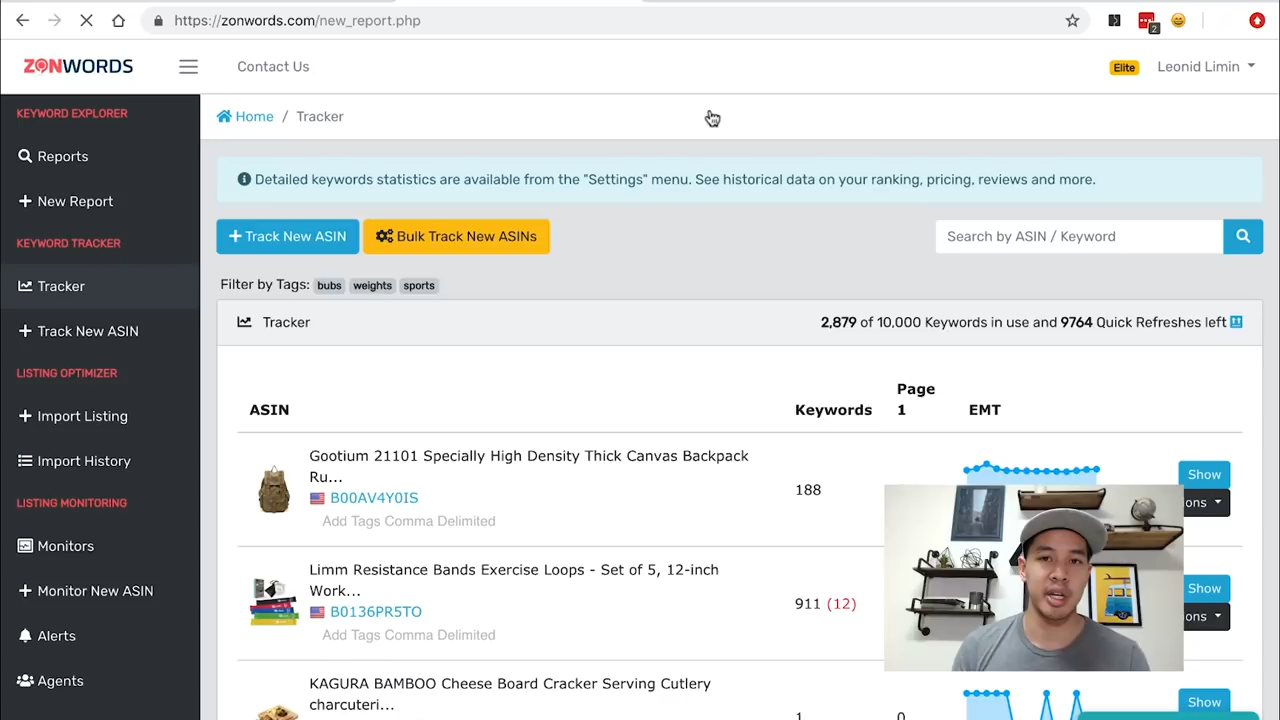 https://zonwords.com/new_report.php
2
ZONWORDS
Contact Us
Elite
Leonid Limin
KEYWORD EXPLORER
Reports
New Report
KEYWORD TRACKER
Tracker
Track New ASIN
LISTING OPTIMIZER
Import Listing
Import History
LISTING MONITORING
Monitors
Monitor New ASIN
Alerts
Agents
Home / Tracker
Detailed keywords statistics are available from the "Settings" menu. See historical data on your ranking, pricing, reviews and more.
Track New ASIN
Bulk Track New ASINs
Search by ASIN / Keyword
Filter by Tags: bubs weights sports
Tracker
2,879 of 10,000 Keywords in use and 9764 Quick Refreshes left
ASIN
Keywords
Page
1
EMT
Gootium 21101 Specially High Density Thick Canvas Backpack
Ru...
B00AV4Y0IS
Add Tags Comma Delimited
188
Show
ons
Limm Resistance Bands Exercise Loops - Set of 5, 12-inch
Work...
B0136PR5TO
Add Tags Comma Delimited
911 (12)
Show
ons
KAGURA BAMBOO Cheese Board Cracker Serving Cutlery
charcuteri...
1
0
Show